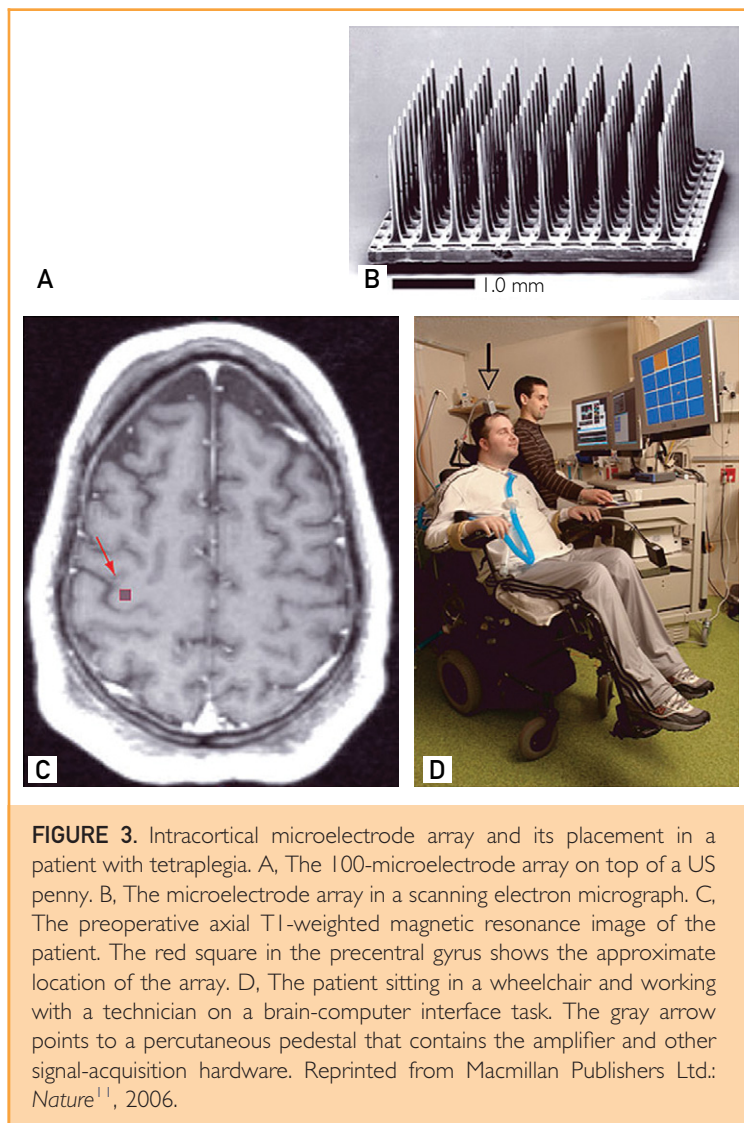 A
B
1.0 mm
C
D
FIGURE 3. Intracortical microelectrode array and its placement in a
patient with tetraplegia. A, The 100-microelectrode array on top of a US
penny. B, The microelectrode array in a scanning electron micrograph. C,
The preoperative axial T1-weighted magnetic resonance image of the
patient. The red square in the precentral gyrus shows the approximate
location of the array. D, The patient sitting in a wheelchair and working
with a technician on a brain-computer interface task. The gray arrow
points to a percutaneous pedestal that contains the amplifier and other
signal-acquisition hardware. Reprinted from Macmillan Publishers Ltd.:
Nature11, 2006.